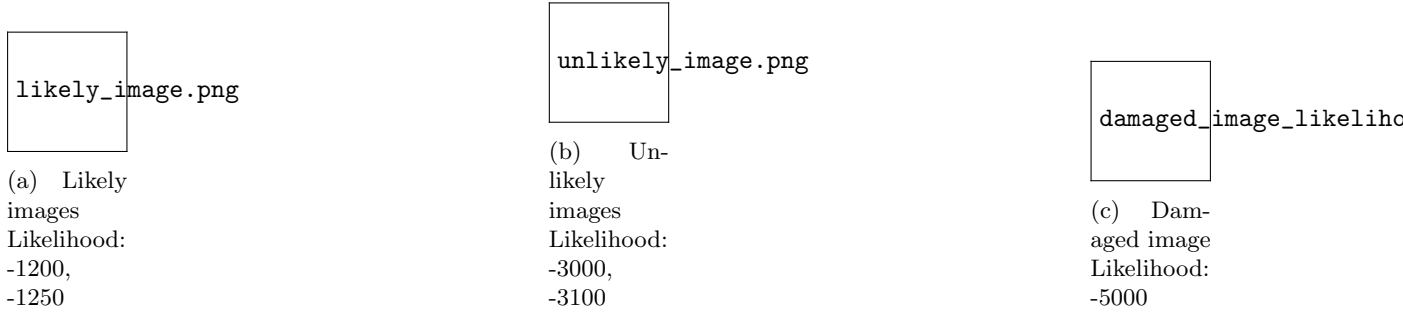 likely_image.png
(a) Likely
images
Likelihood:
-1200,
-1250
unlikely_image.png
(b) Un-
likely
images
Likelihood:
-3000,
-3100
damaged_image_likeliho
(c) Dam-
aged image
Likelihood:
-5000